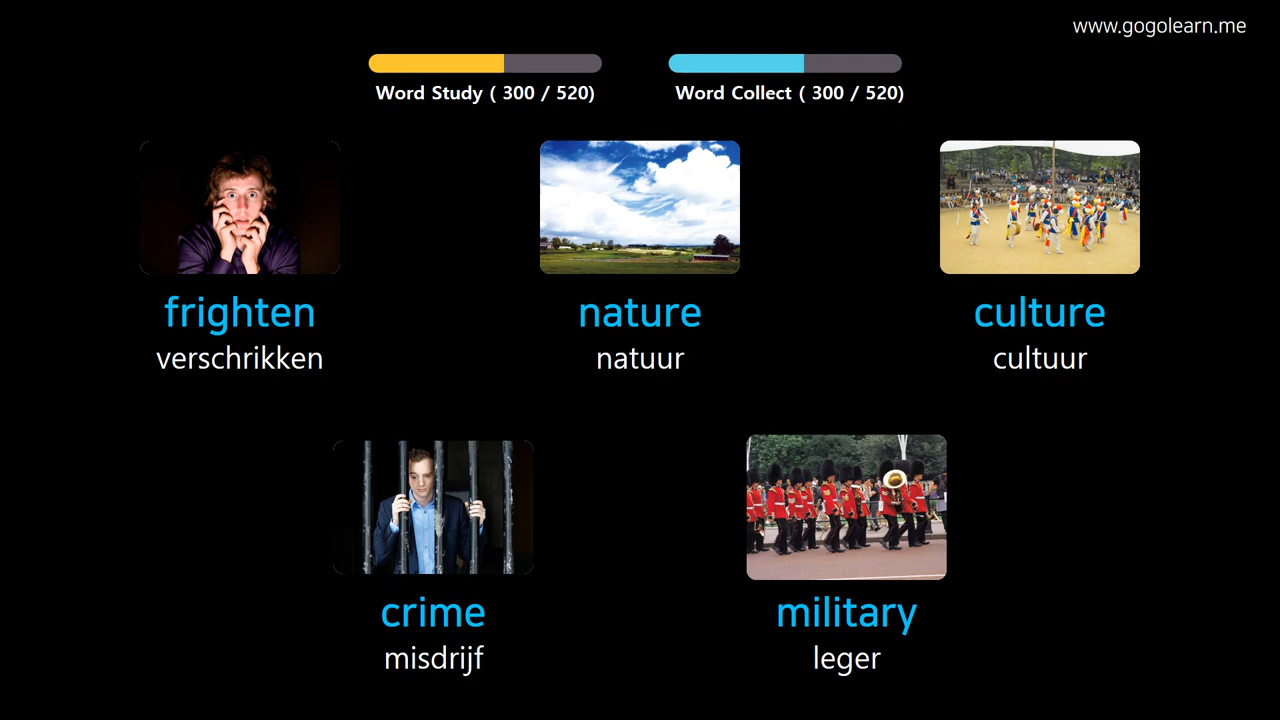 www.gogolearn.me
Word Study ( 300 / 520)
Word Collect ( 300 / 520)
frighten
verschrikken
nature
natuur
culture
cultuur
crime
misdrijf
military
leger